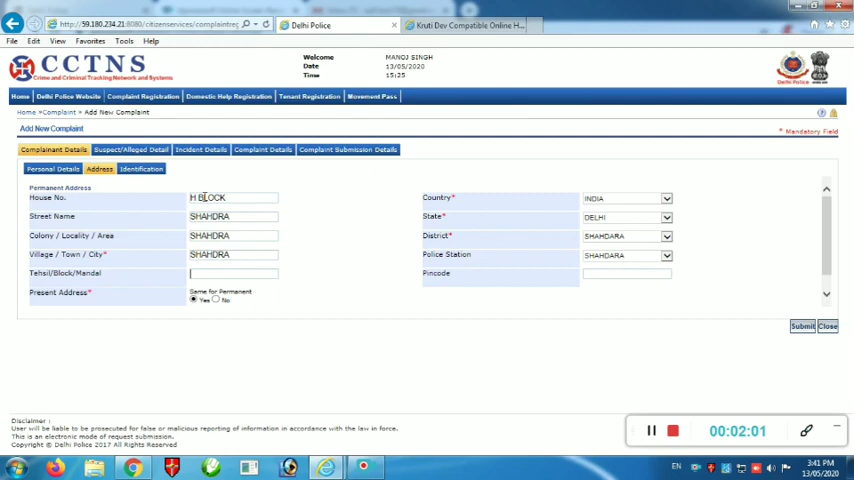 http://59.180.234.21:8080/citizenservices/complaintreg
Delhi Police
Kruti Dev Compatible Online H...
File Edit View Favorites Tools Help
CCTNS
Crime and Criminal Tracking Network and Systems
Welcome MANOJ SINGH
Date 13/05/2020
Time 15:25
Home Delhi Police Website Complaint Registration Domestic Help Registration Tenant Registration Movement Pass
Home »Complaint » Add New Complaint
Add New Complaint
* Mandatory Field
Complainant Details Suspect/Alleged Detail Incident Details Complaint Details Complaint Submission Details
Personal Details Address Identification
Permanent Address
House No. H BLOCK Country* INDIA
Street Name SHAHDRA State* DELHI
Colony / Locality / Area SHAHDRA District* SHAHDARA
Village / Town / City* SHAHDRA Police Station SHAHDARA
Tehsil/Block/Mandal Pincode
Present Address* Same for Permanent
Yes No
Submit Close
Disclaimer :
User will be liable to be prosecuted for false or malicious reporting of information in accordance with the law in force.
This is an electronic mode of request submission.
Copyright © Delhi Police 2017 All Rights Reserved
00:02:01
EN
3:41 PM
13/05/2020